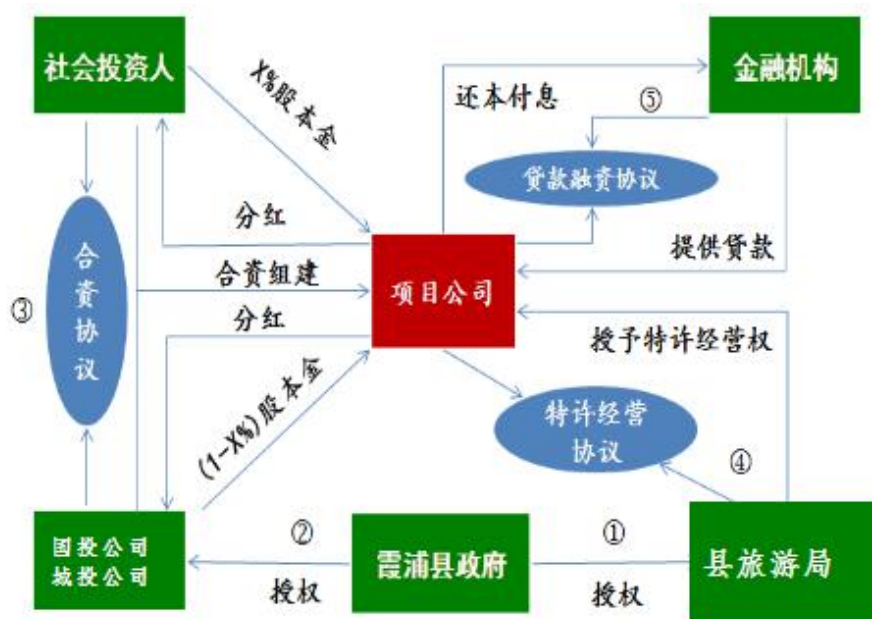 社会投资人
金融机构
X%股本金
还本付息
⑤
贷款融资协议
分红
提供贷款
合资协议
③
合资组建
项目公司
分红
授予特许经营权
(1-X%)股本金
特许经营
协议
④
国投公司
城投公司
②
授权
霞浦县政府
①
授权
县旅游局